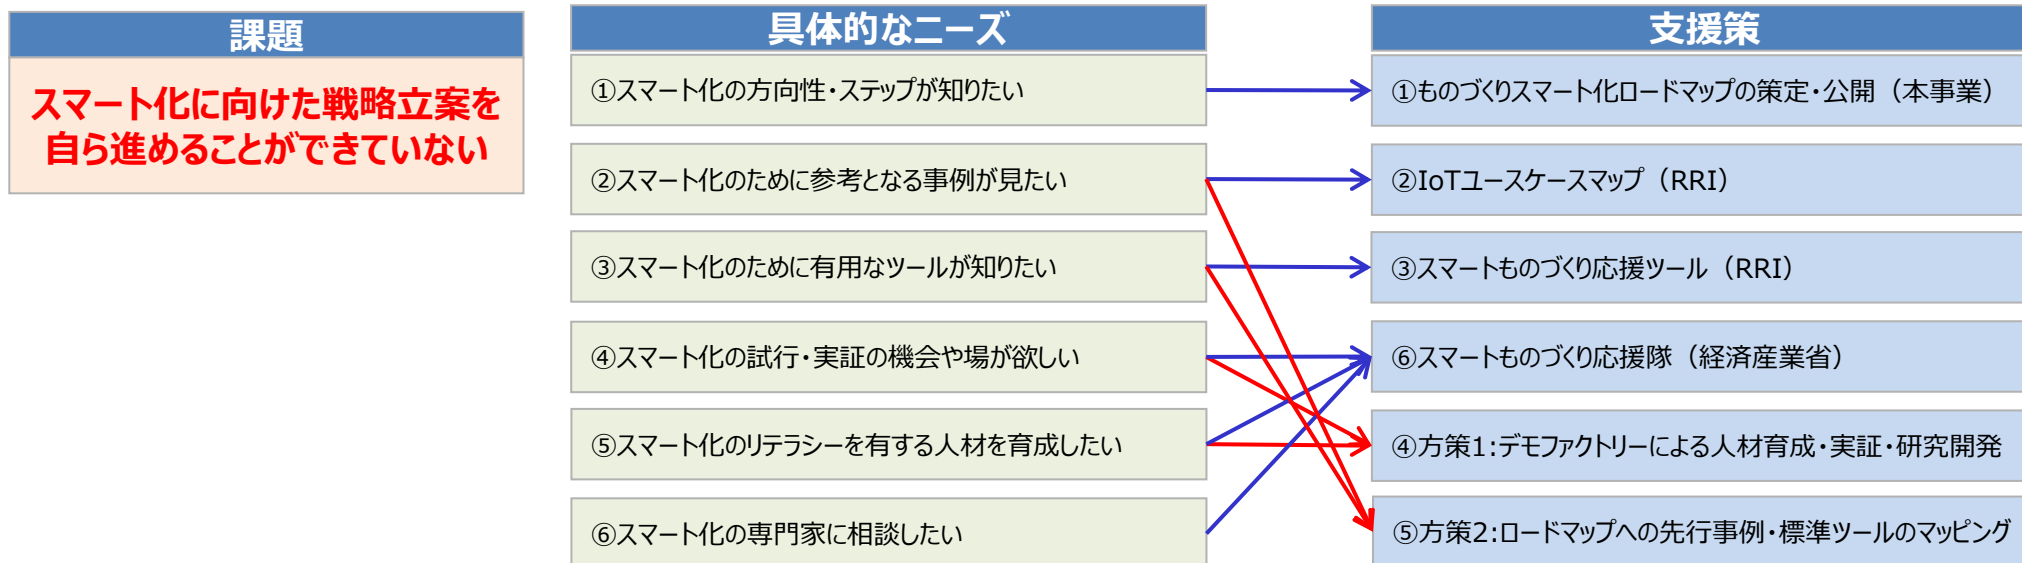 課題
スマート化に向けた戦略立案を
自ら進めることができていない
具体的なニーズ
①スマート化の方向性・ステップが知りたい
②スマート化のために参考となる事例が見たい
③スマート化のために有用なツールが知りたい
④スマート化の試行・実証の機会や場が欲しい
⑤スマート化のリテラシーを有する人材を育成したい
⑥スマート化の専門家に相談したい
支援策
①ものづくりスマート化ロードマップの策定・公開（本事業）
②IoTユースケースマップ（RRI）
③スマートものづくり応援ツール（RRI）
⑥スマートものづくり応援隊（経済産業省）
④方策1:デモファクトリーによる人材育成・実証・研究開発
⑤方策2:ロードマップへの先行事例・標準ツールのマッピング